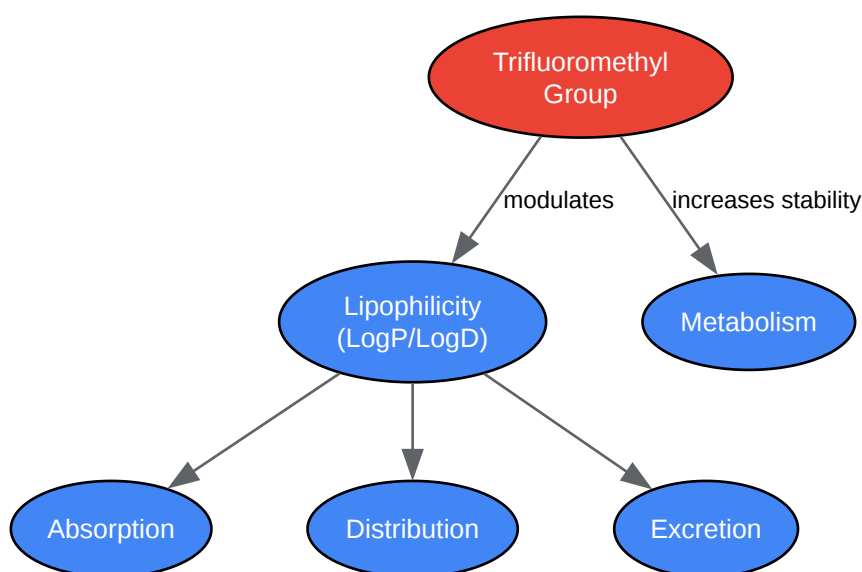 Trifluoromethyl
Group
modulates
increases stability
Lipophilicity
(LogP/LogD)
Metabolism
Absorption
Distribution
Excretion